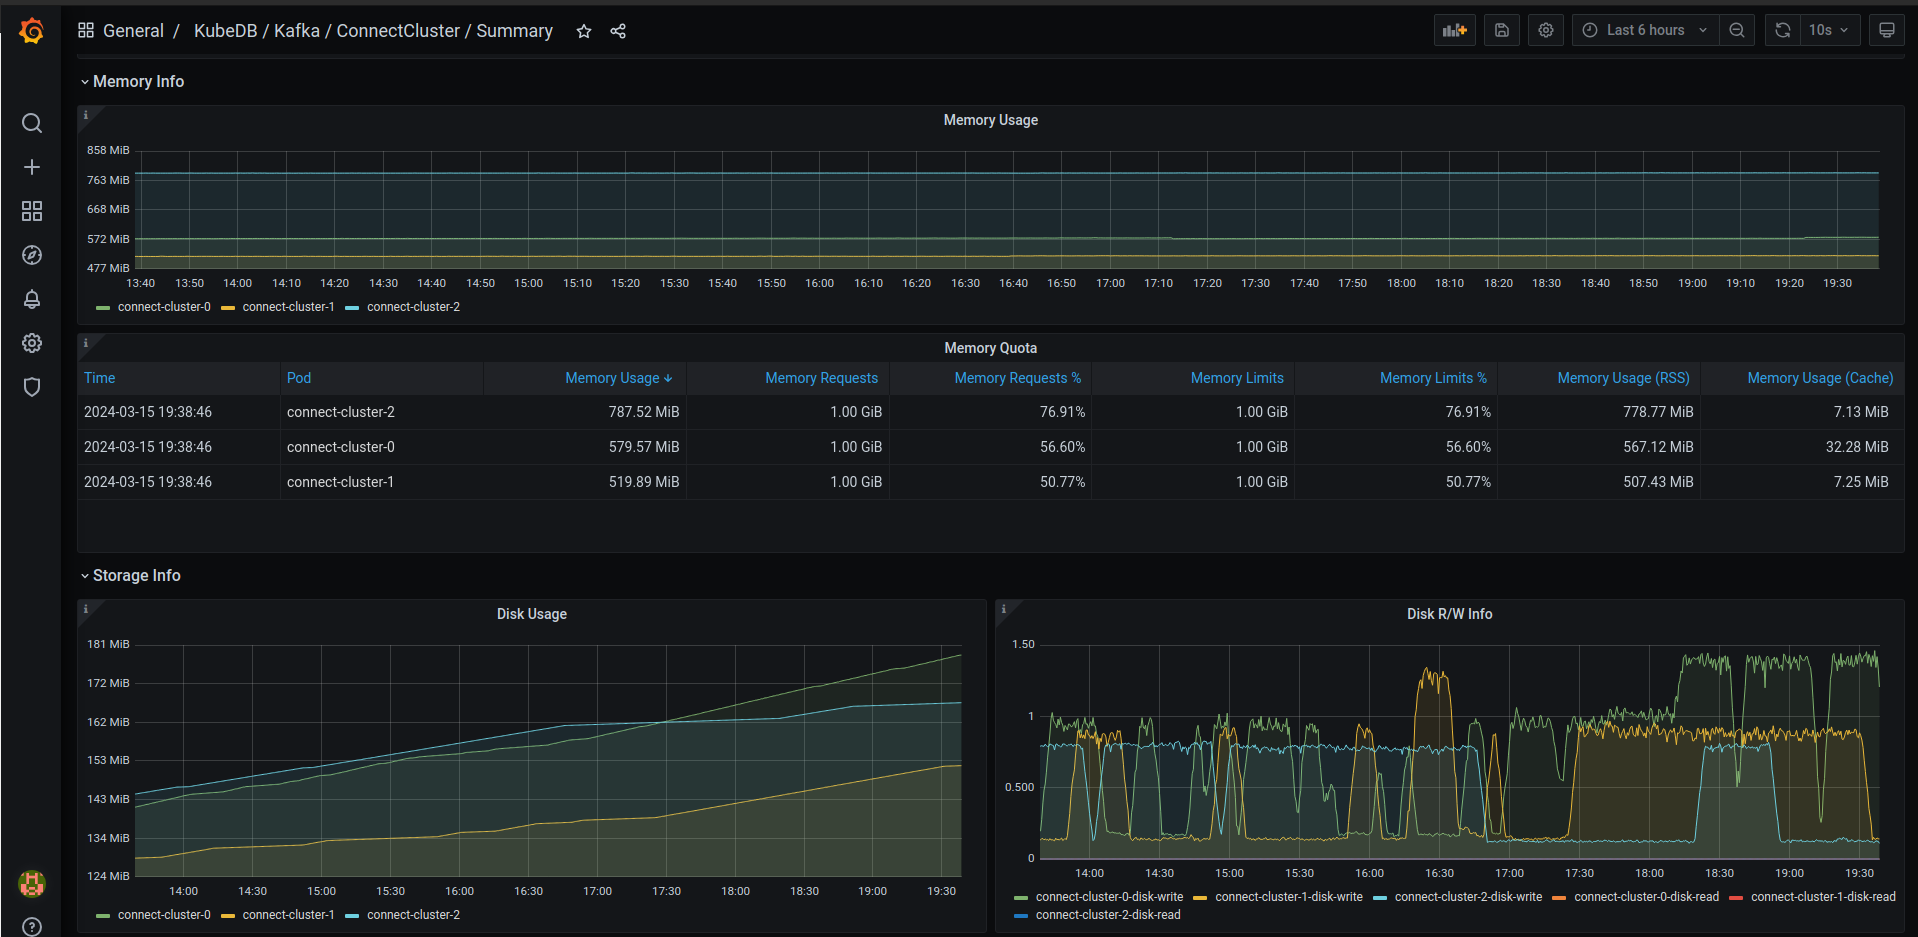 General / KubeDB / Kafka / ConnectCluster / Summary
Last 6 hours
10s
Memory Info
Memory Usage
858 MiB
763 MiB
668 MiB
572 MiB
477 MiB
13:40 13:50 14:00 14:10 14:20 14:30 14:40 14:50 15:00 15:10 15:20 15:30 15:40 15:50 16:00 16:10 16:20 16:30 16:40 16:50 17:00 17:10 17:20 17:30 17:40 17:50 18:00 18:10 18:20 18:30 18:40 18:50 19:00 19:10 19:20 19:30
connect-cluster-0 connect-cluster-1 connect-cluster-2
Memory Quota
Time Pod Memory Usage Memory Requests Memory Requests % Memory Limits Memory Limits % Memory Usage (RSS) Memory Usage (Cache)
2024-03-15 19:38:46 connect-cluster-2 787.52 MiB 1.00 GiB 76.91% 1.00 GiB 76.91% 778.77 MiB 7.13 MiB
2024-03-15 19:38:46 connect-cluster-0 579.57 MiB 1.00 GiB 56.60% 1.00 GiB 56.60% 567.12 MiB 32.28 MiB
2024-03-15 19:38:46 connect-cluster-1 519.89 MiB 1.00 GiB 50.77% 1.00 GiB 50.77% 507.43 MiB 7.25 MiB
Storage Info
Disk Usage
181 MiB
172 MiB
162 MiB
153 MiB
143 MiB
134 MiB
124 MiB
14:00 14:30 15:00 15:30 16:00 16:30 17:00 17:30 18:00 18:30 19:00 19:30
connect-cluster-0 connect-cluster-1 connect-cluster-2
Disk R/W Info
1.50
1
0.500
0
14:00 14:30 15:00 15:30 16:00 16:30 17:00 17:30 18:00 18:30 19:00 19:30
connect-cluster-0-disk-write connect-cluster-1-disk-write connect-cluster-2-disk-write connect-cluster-0-disk-read connect-cluster-1-disk-read
connect-cluster-2-disk-read